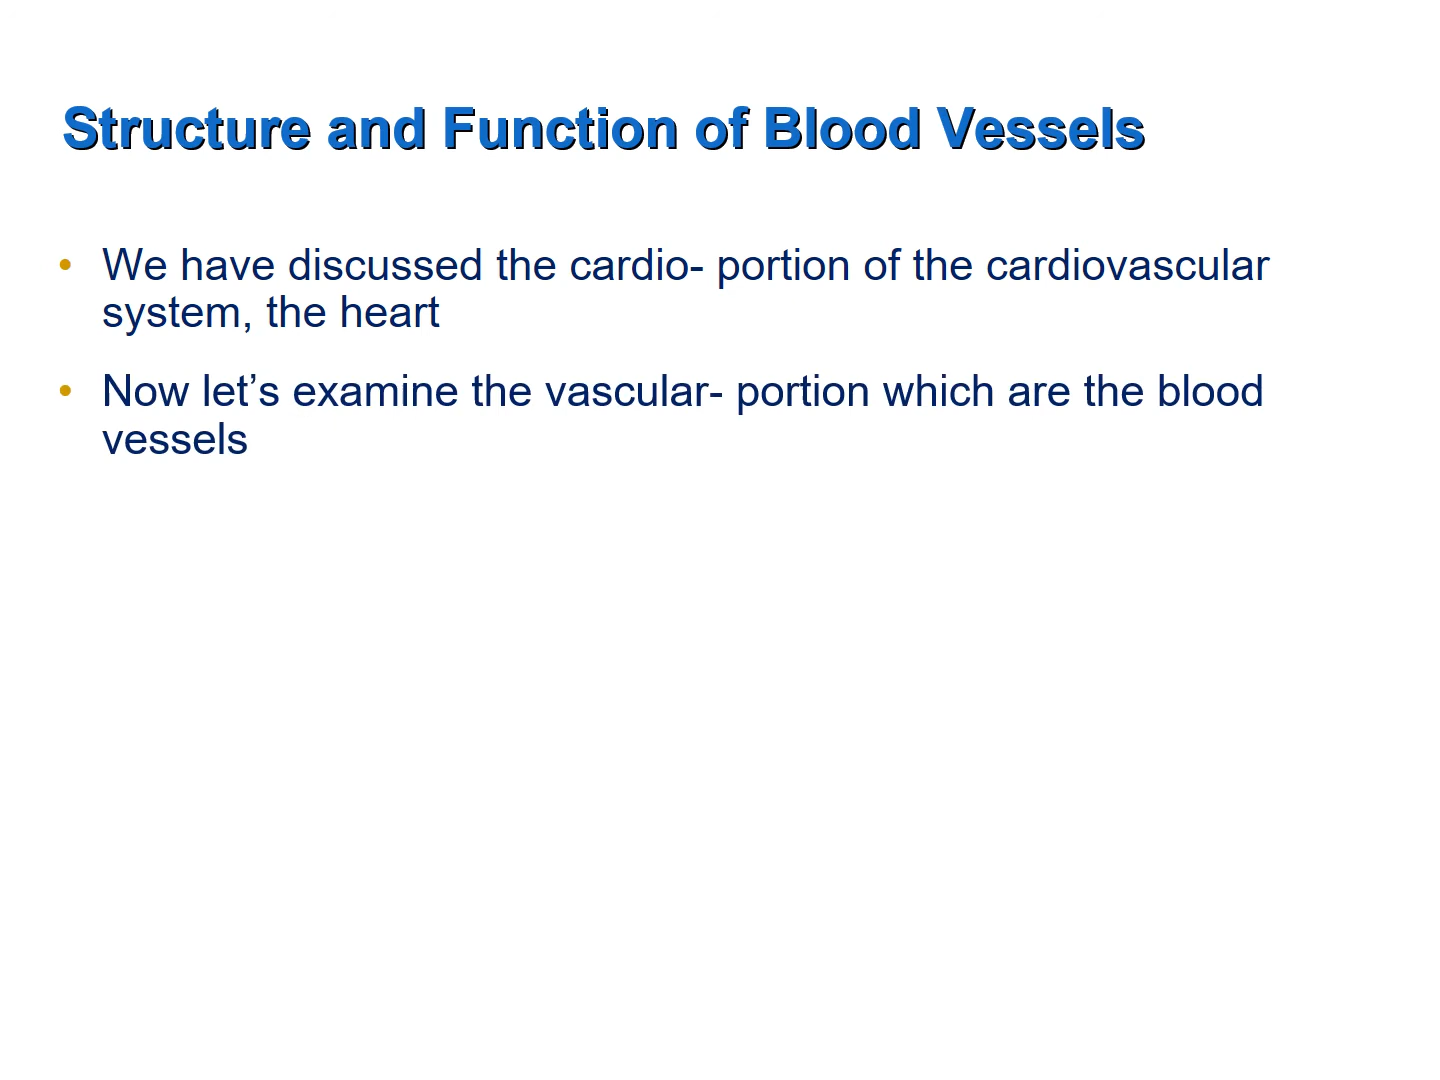 Structure and Function of Blood Vessels
• We have discussed the cardio- portion of the cardiovascular
system, the heart
• Now let’s examine the vascular- portion which are the blood
vessels